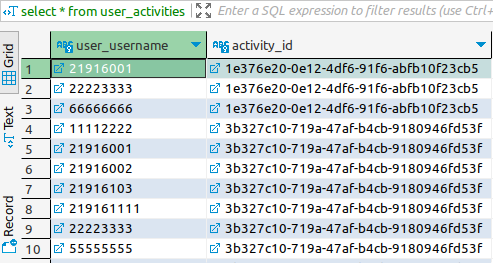 select * from user_activities Enter a SQL expression to filter results (use Ctrl+
Grid
Text
Record
ABC user_username ABC activity_id
1 21916001 1e376e20-0e12-4df6-91f6-abfb10f23cb5
2 22223333 1e376e20-0e12-4df6-91f6-abfb10f23cb5
3 66666666 1e376e20-0e12-4df6-91f6-abfb10f23cb5
4 11112222 3b327c10-719a-47af-b4cb-9180946fd53f
5 21916001 3b327c10-719a-47af-b4cb-9180946fd53f
6 21916002 3b327c10-719a-47af-b4cb-9180946fd53f
7 21916103 3b327c10-719a-47af-b4cb-9180946fd53f
8 219161111 3b327c10-719a-47af-b4cb-9180946fd53f
9 22223333 3b327c10-719a-47af-b4cb-9180946fd53f
10 55555555 3b327c10-719a-47af-b4cb-9180946fd53f